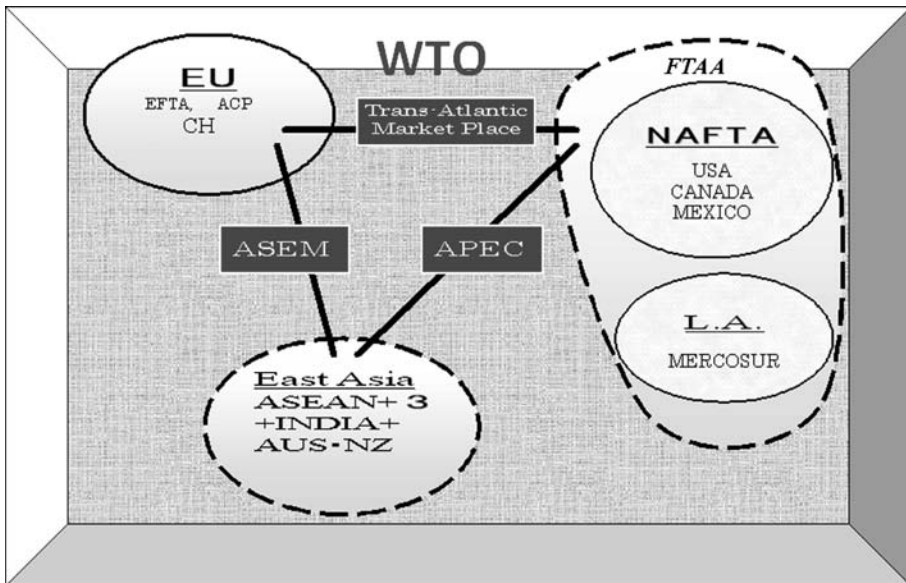 WTO
EU
EFTA, ACP
CH
Trans-Atlantic
Market Place
FTAA
NAFTA
USA
CANADA
MEXICO
ASEM
APEC
L.A.
MERCOSUR
East Asia
ASEAN+ 3
+INDIA+
AUS-NZ